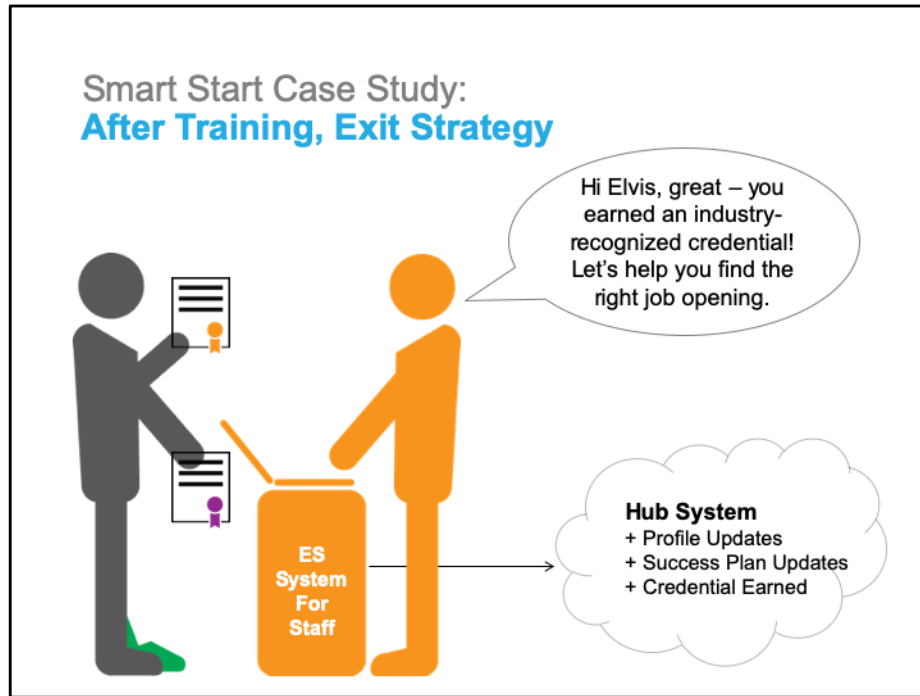 Smart Start Case Study:
After Training, Exit Strategy
Hi Elvis, great – you
earned an industry-
recognized credential!
Let's help you find the
right job opening.
ES
System
For
Staff
Hub System
+ Profile Updates
+ Success Plan Updates
+ Credential Earned